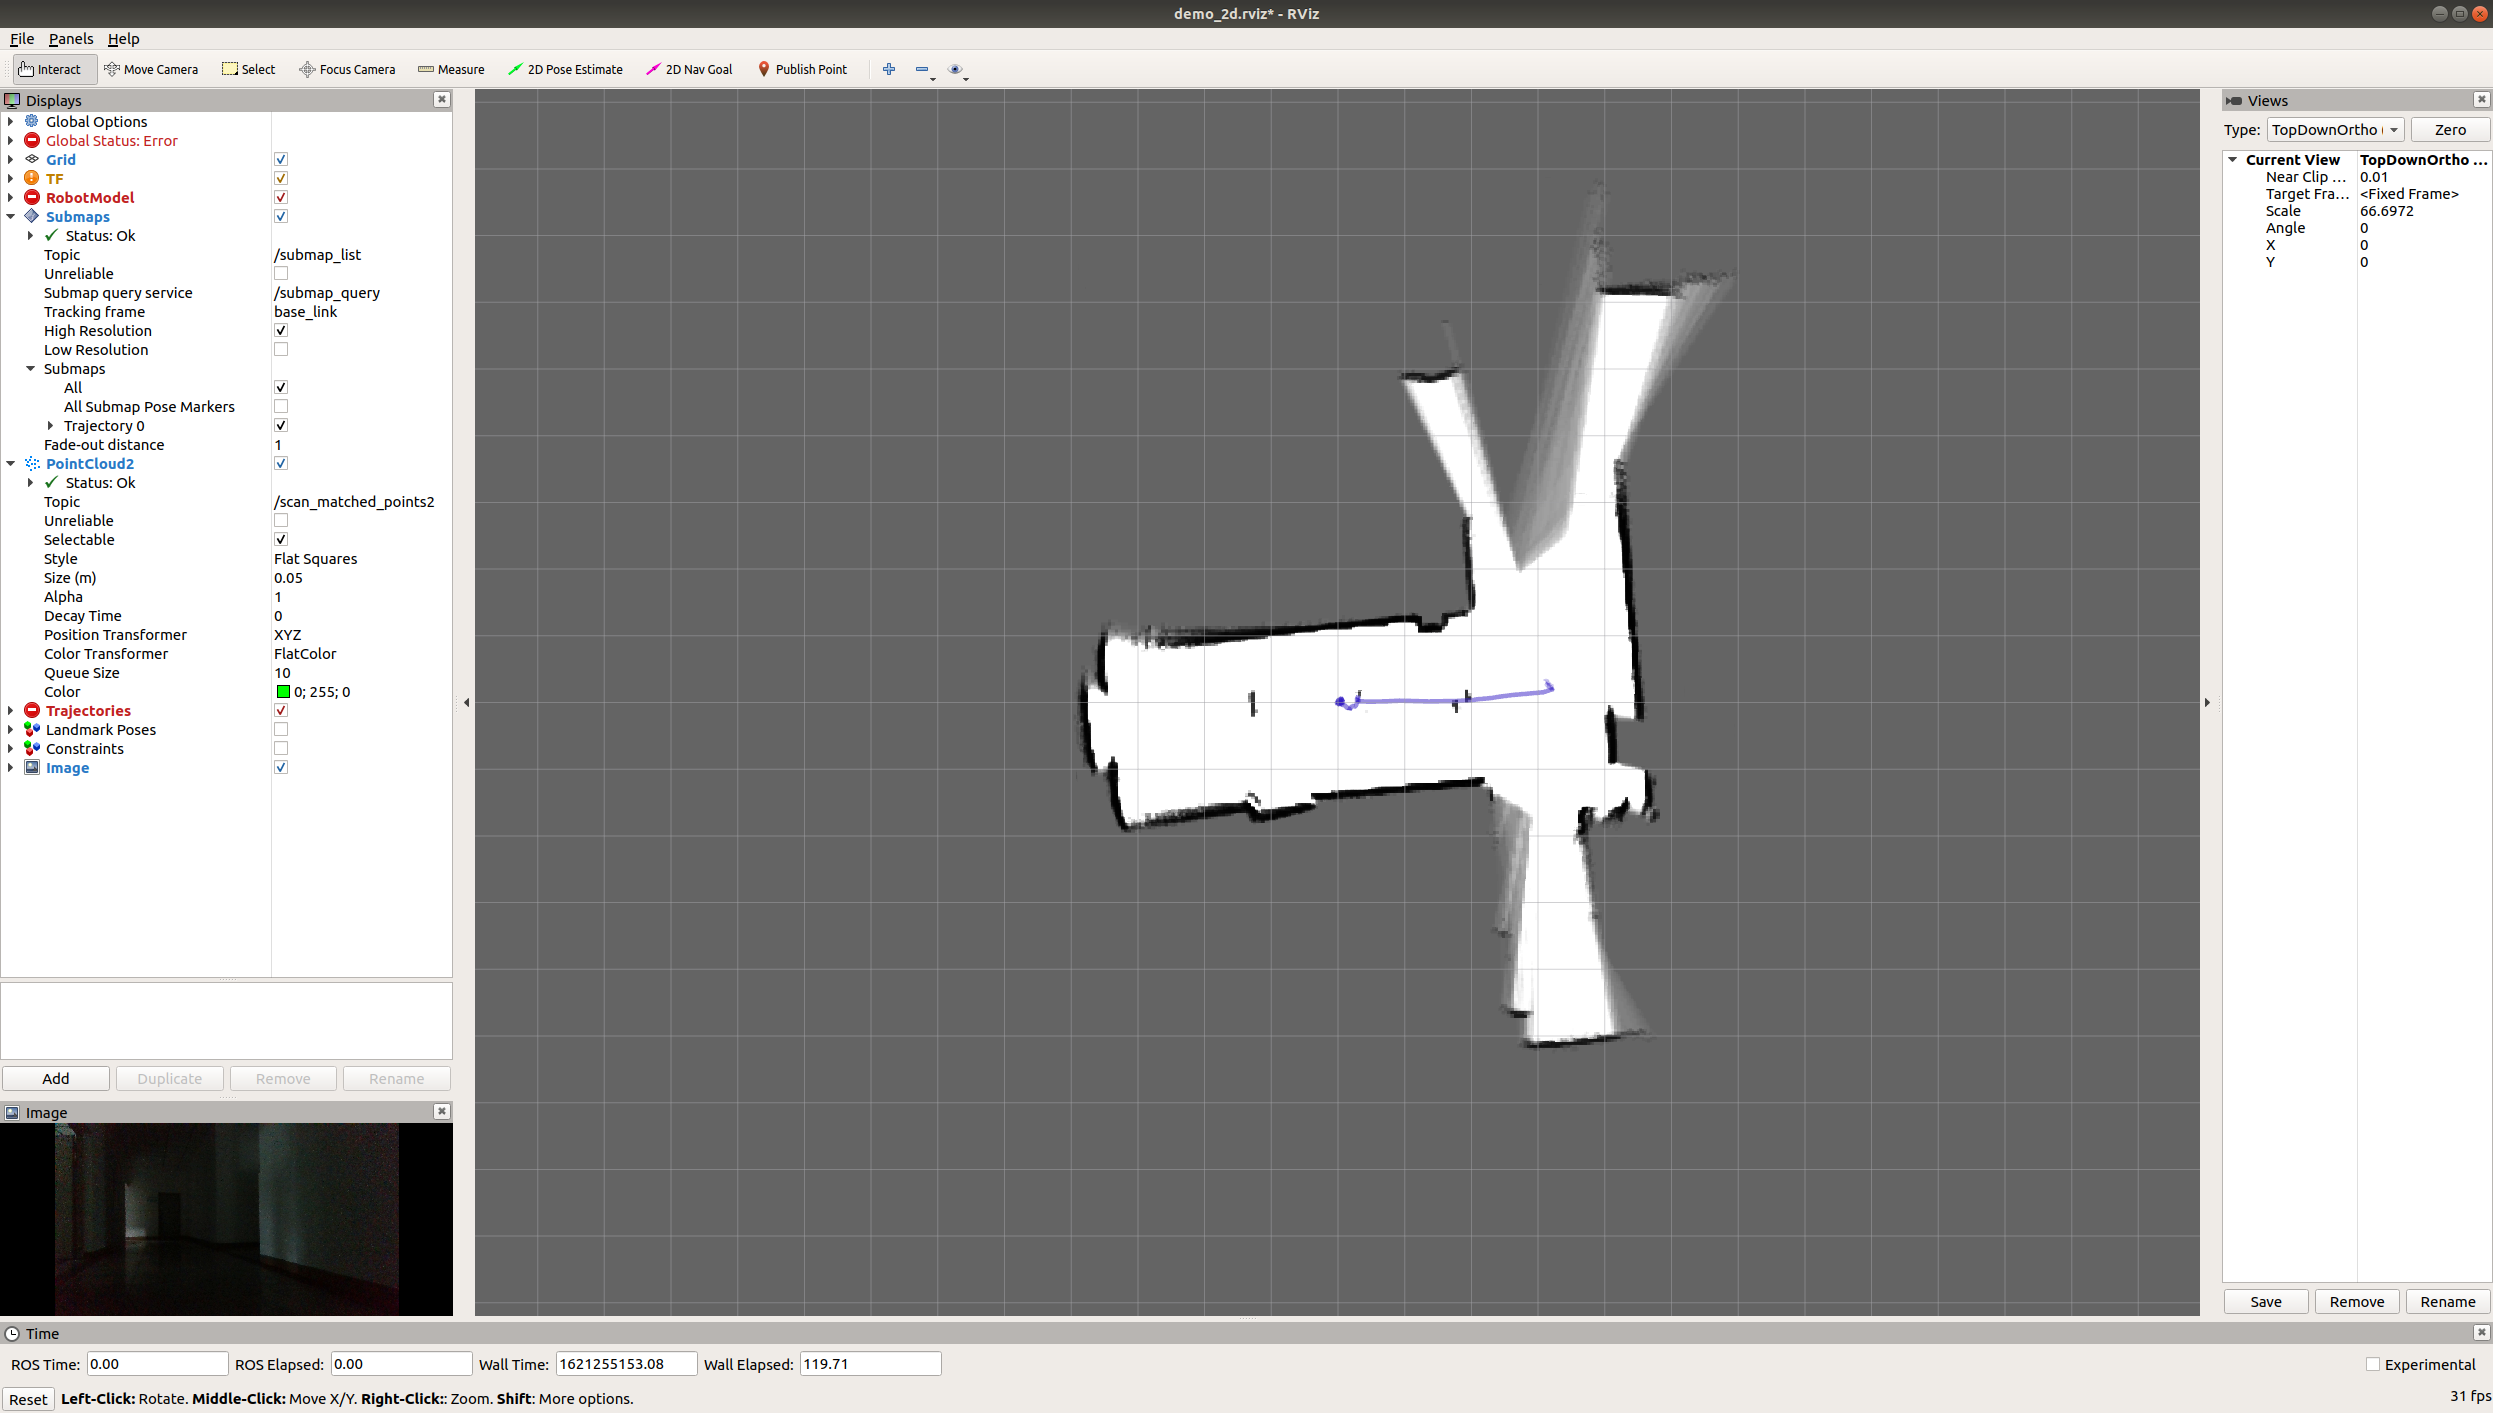 demo_2d.rviz* - RViz
File Panels Help
Interact Move Camera Select Focus Camera Measure 2D Pose Estimate 2D Nav Goal Publish Point
Displays
Global Options
Global Status: Error
Grid
TF
RobotModel
Submaps
Status: Ok
Topic /submap_list
Unreliable
Submap query service /submap_query
Tracking frame base_link
High Resolution
Low Resolution
Submaps
All
All Submap Pose Markers
Trajectory 0
Fade-out distance 1
PointCloud2
Status: Ok
Topic /scan_matched_points2
Unreliable
Selectable
Style Flat Squares
Size (m) 0.05
Alpha 1
Decay Time 0
Position Transformer XYZ
Color Transformer FlatColor
Queue Size 10
Color 0; 255; 0
Trajectories
Landmark Poses
Constraints
Image
Add Duplicate Remove Rename
Image
Views
Type: TopDownOrtho ( Zero
Current View TopDownOrtho ...
Near Clip ... 0.01
Target Fra... <Fixed Frame>
Scale 66.6972
Angle 0
X 0
Y 0
Save Remove Rename
Time
ROS Time: 0.00 ROS Elapsed: 0.00 Wall Time: 1621255153.08 Wall Elapsed: 119.71 Experimental
Reset Left-Click: Rotate. Middle-Click: Move X/Y. Right-Click:: Zoom. Shift: More options. 31 fps